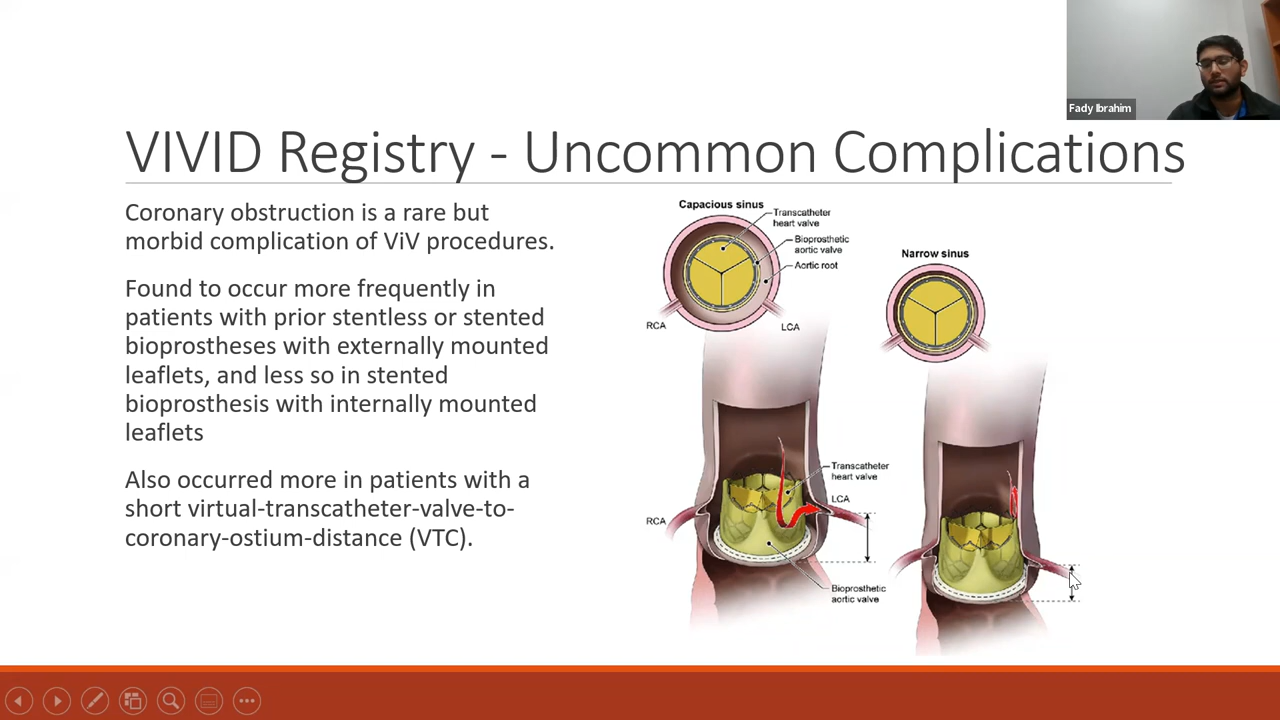 Fady Ibrahim
VIVID Registry - Uncommon Complications
Coronary obstruction is a rare but
morbid complication of ViV procedures.
Found to occur more frequently in
patients with prior stentless or stented
bioprostheses with externally mounted
leaflets, and less so in stented
bioprosthesis with internally mounted
leaflets
Also occurred more in patients with a
short virtual-transcatheter-valve-to-
coronary-ostium-distance (VTC).
Capacious sinus
Transcatheter
heart valve
Bioprosthetic
aortic valve
Aortic root
RCA
LCA
Narrow sinus
Transcatheter
heart valve
LCA
RCA
Bioprosthetic
aortic valve